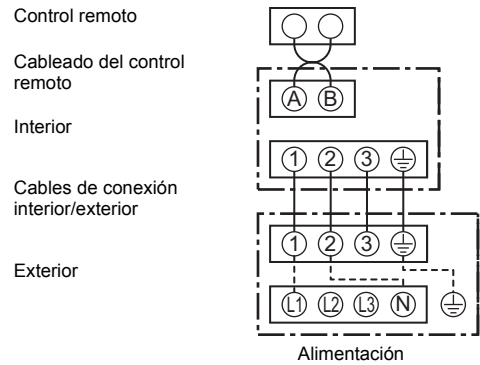 Control remoto
Cableado del control
remoto
A B
Interior
1 2 3
Cables de conexión
interior/exterior
1 2 3
Exterior
L1 L2 L3 N
Alimentación